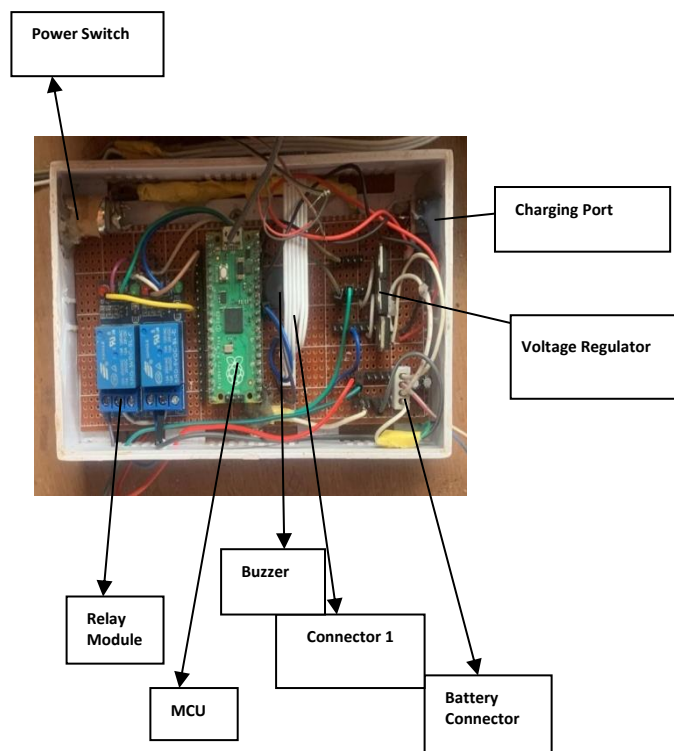 Power Switch
Charging Port
Voltage Regulator
Buzzer
Relay
Module
Connector 1
MCU
Battery
Connector